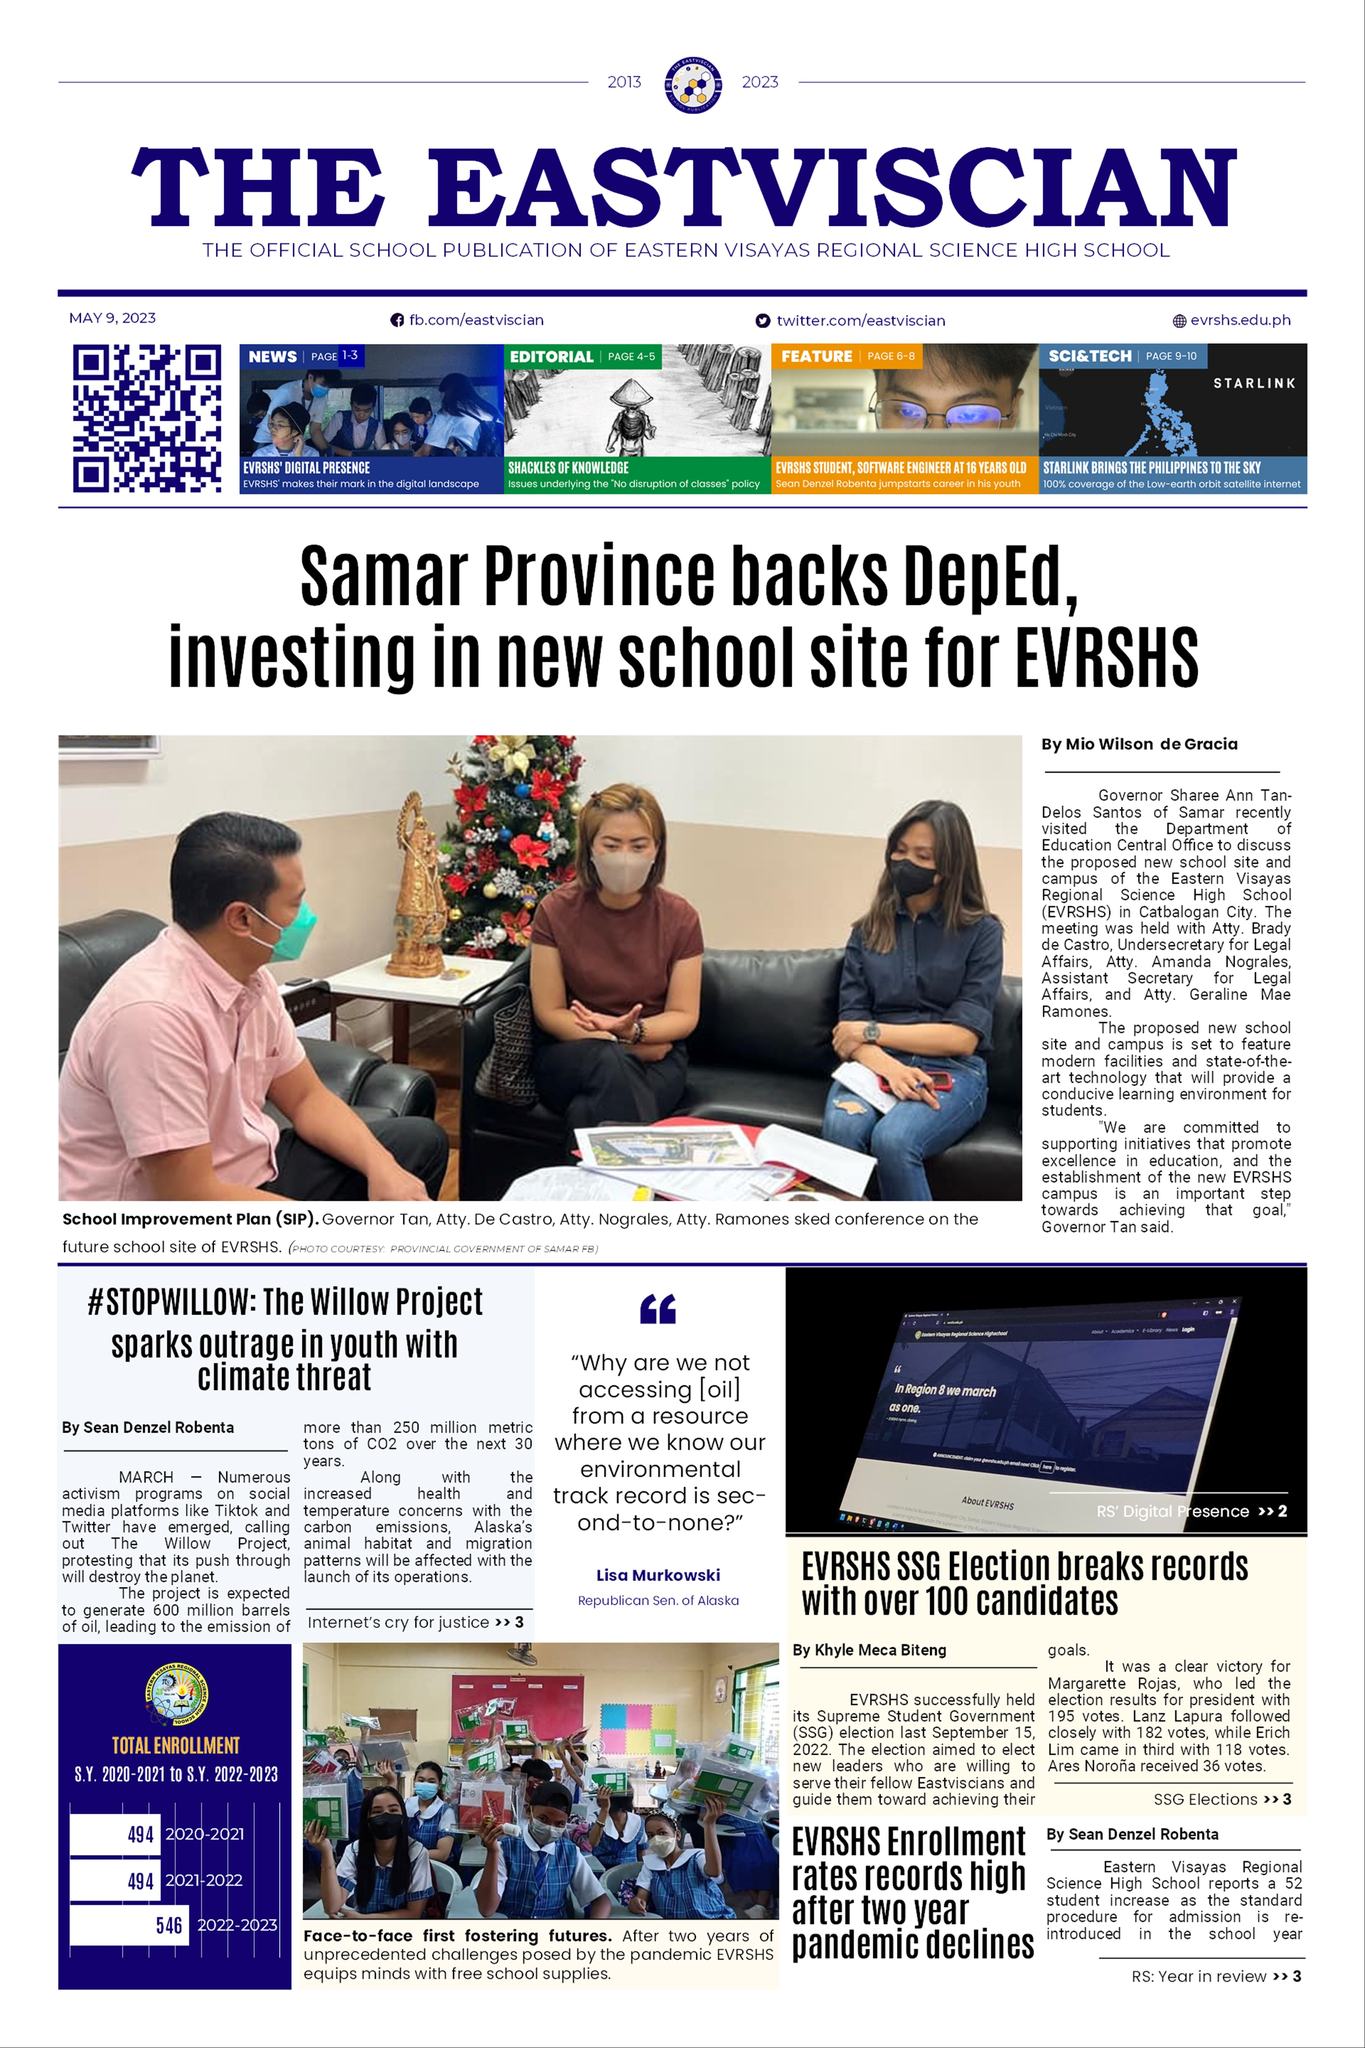 2013
2023
THE EASTVISCIAN
THE OFFICIAL SCHOOL PUBLICATION OF EASTERN VISAYAS REGIONAL SCIENCE HIGH SCHOOL
MAY 9, 2023
fb.com/eastviscian
twitter.com/eastviscian
evrshs.edu.ph
NEWS | PAGE 1-3
EVRSHS' DIGITAL PRESENCE
EVRSHS' makes their mark in the digital landscape
EDITORIAL | PAGE 4-5
SHACKLES OF KNOWLEDGE
Issues underlying the "No disruption of classes" policy
FEATURE | PAGE 6-8
EVRSHS STUDENT, SOFTWARE ENGINEER AT 16 YEARS OLD
Sean Denzel Robenta jumpstarts career in his youth
SCI&TECH | PAGE 9-10
STARLINK
STARLINK BRINGS THE PHILIPPINES TO THE SKY
100% coverage of the Low-earth orbit satellite internet
Samar Province backs DepEd,
investing in new school site for EVRSHS
By Mio Wilson de Gracia
Governor Sharee Ann Tan-
Delos Santos of Samar recently
visited the Department of
Education Central Office to discuss
the proposed new school site and
campus of the Eastern Visayas
Regional Science High School
(EVRSHS) in Catbalogan City. The
meeting was held with Atty. Brady
de Castro, Undersecretary for Legal
Affairs, Atty. Amanda Nograles,
Assistant Secretary for Legal
Affairs, and Atty. Geraline Mae
Ramones.
The proposed new school
site and campus is set to feature
modern facilities and state-of-the-
art technology that will provide a
conducive learning environment for
students.
"We are committed to
supporting initiatives that promote
excellence in education, and the
establishment of the new EVRSHS
campus is an important step
towards achieving that goal,"
Governor Tan said.
School Improvement Plan (SIP). Governor Tan, Atty. De Castro, Atty. Nograles, Atty. Ramones sked conference on the
future school site of EVRSHS. (PHOTO COURTESY: PROVINCIAL GOVERNMENT OF SAMAR FB)
#STOPWILLOW: The Willow Project
sparks outrage in youth with
climate threat
By Sean Denzel Robenta
MARCH — Numerous
activism programs on social
media platforms like Tiktok and
Twitter have emerged, calling
out The Willow Project,
protesting that its push through
will destroy the planet.
The project is expected
to generate 600 million barrels
of oil, leading to the emission of
more than 250 million metric
tons of CO2 over the next 30
years.
Along with the
increased health and
temperature concerns with the
carbon emissions, Alaska's
animal habitat and migration
patterns will be affected with the
launch of its operations.
Internet's cry for justice >> 3
“Why are we not
accessing [oil]
from a resource
where we know our
environmental
track record is sec-
ond-to-none?”
Lisa Murkowski
Republican Sen. of Alaska
Eastern Visayas Regional Science Highschool
About
Academics
E-Library
News
Login
“
In Region 8 we march
as one.
About EVRSHS
RS' Digital Presence >> 2
EVRSHS SSG Election breaks records
with over 100 candidates
By Khyle Meca Biteng
EVRSHS successfully held
its Supreme Student Government
(SSG) election last September 15,
2022. The election aimed to elect
new leaders who are willing to
serve their fellow Eastviscians and
guide them toward achieving their
goals.
It was a clear victory for
Margarette Rojas, who led the
election results for president with
195 votes. Lanz Lapura followed
closely with 182 votes, while Erich
Lim came in third with 118 votes.
Ares Noroña received 36 votes.
SSG Elections >> 3
TOTAL ENROLLMENT
S.Y. 2020-2021 to S.Y. 2022-2023
494 2020-2021
494 2021-2022
546 2022-2023
Face-to-face first fostering futures. After two years of
unprecedented challenges posed by the pandemic EVRSHS
equips minds with free school supplies.
EVRSHS Enrollment
rates records high
after two year
pandemic declines
By Sean Denzel Robenta
Eastern Visayas Regional
Science High School reports a 52
student increase as the standard
procedure for admission is re-
introduced in the school year
RS: Year in review >> 3